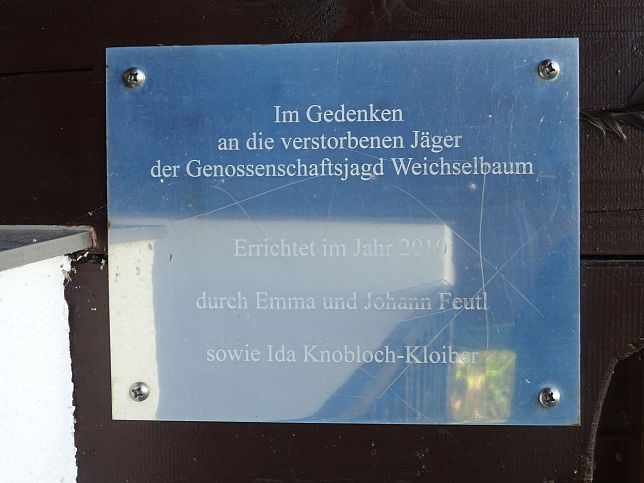 Im Gedenken
an die verstorbenen Jäger
der Genossenschaftsjagd Weichselbaum
Errichtet im Jahr 2010
durch Emma und Johann Feutl
sowie Ida Knobloch-Kloiber